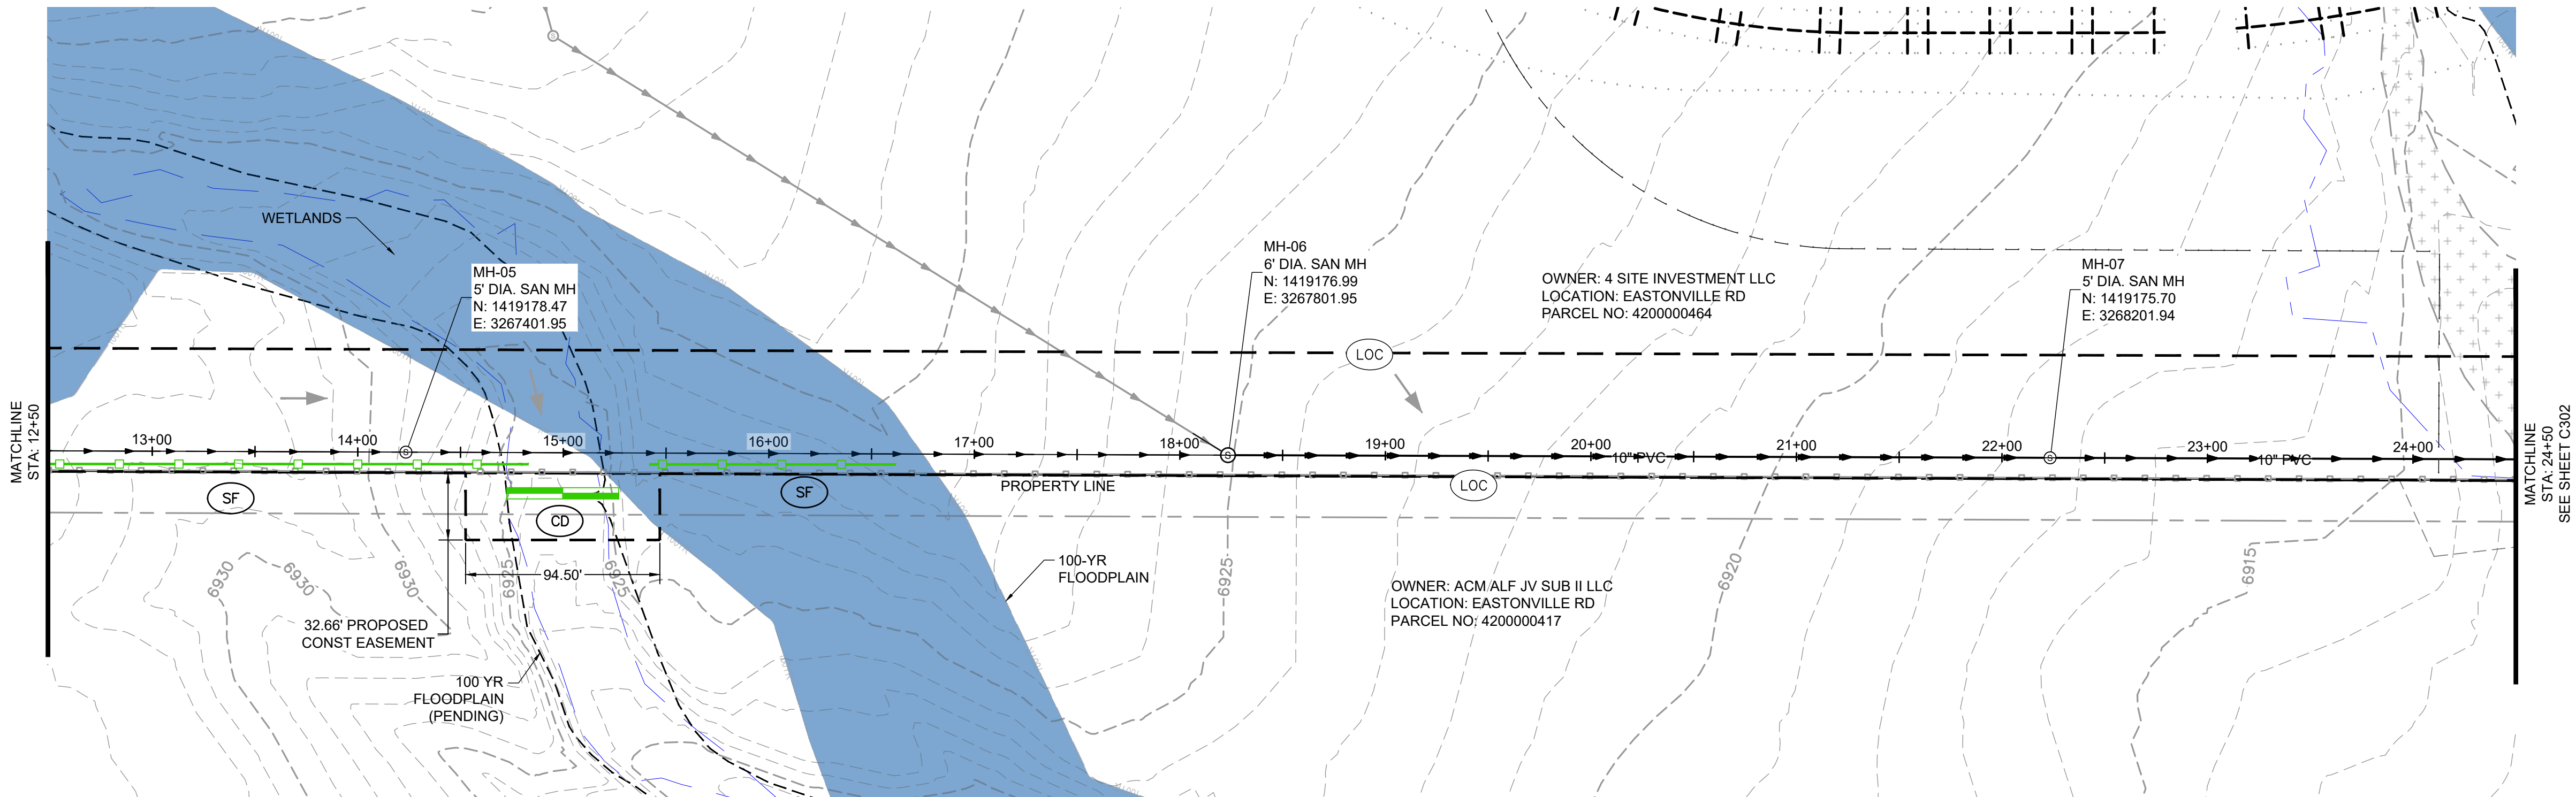 WETLANDS
MH-05
5' DIA. SAN MH
N: 1419178.47
E: 3267401.95
MH-06
6' DIA. SAN MH
N: 1419176.99
E: 3267801.95
OWNER: 4 SITE INVESTMENT LLC
LOCATION: EASTONVILLE RD
PARCEL NO: 4200000464
MH-07
5' DIA. SAN MH
N: 1419175.70
E: 3268201.94
LOC
MATCHLINE
STA: 12+50
13+00
14+00
15+00
16+00
17+00
18+00
19+00
20+00
21+00
22+00
23+00
24+00
S
S
S
S
10" PVC
10" PVC
MATCHLINE
STA: 24+50
SEE SHEET C302
SF
CD
SF
PROPERTY LINE
LOC
94.50'
32.66' PROPOSED
CONST EASEMENT
100 YR
FLOODPLAIN
(PENDING)
100-YR
FLOODPLAIN
OWNER: ACM ALF JV SUB II LLC
LOCATION: EASTONVILLE RD
PARCEL NO: 4200000417
6930
6930
6930
6925
6925
6925
6920
6915